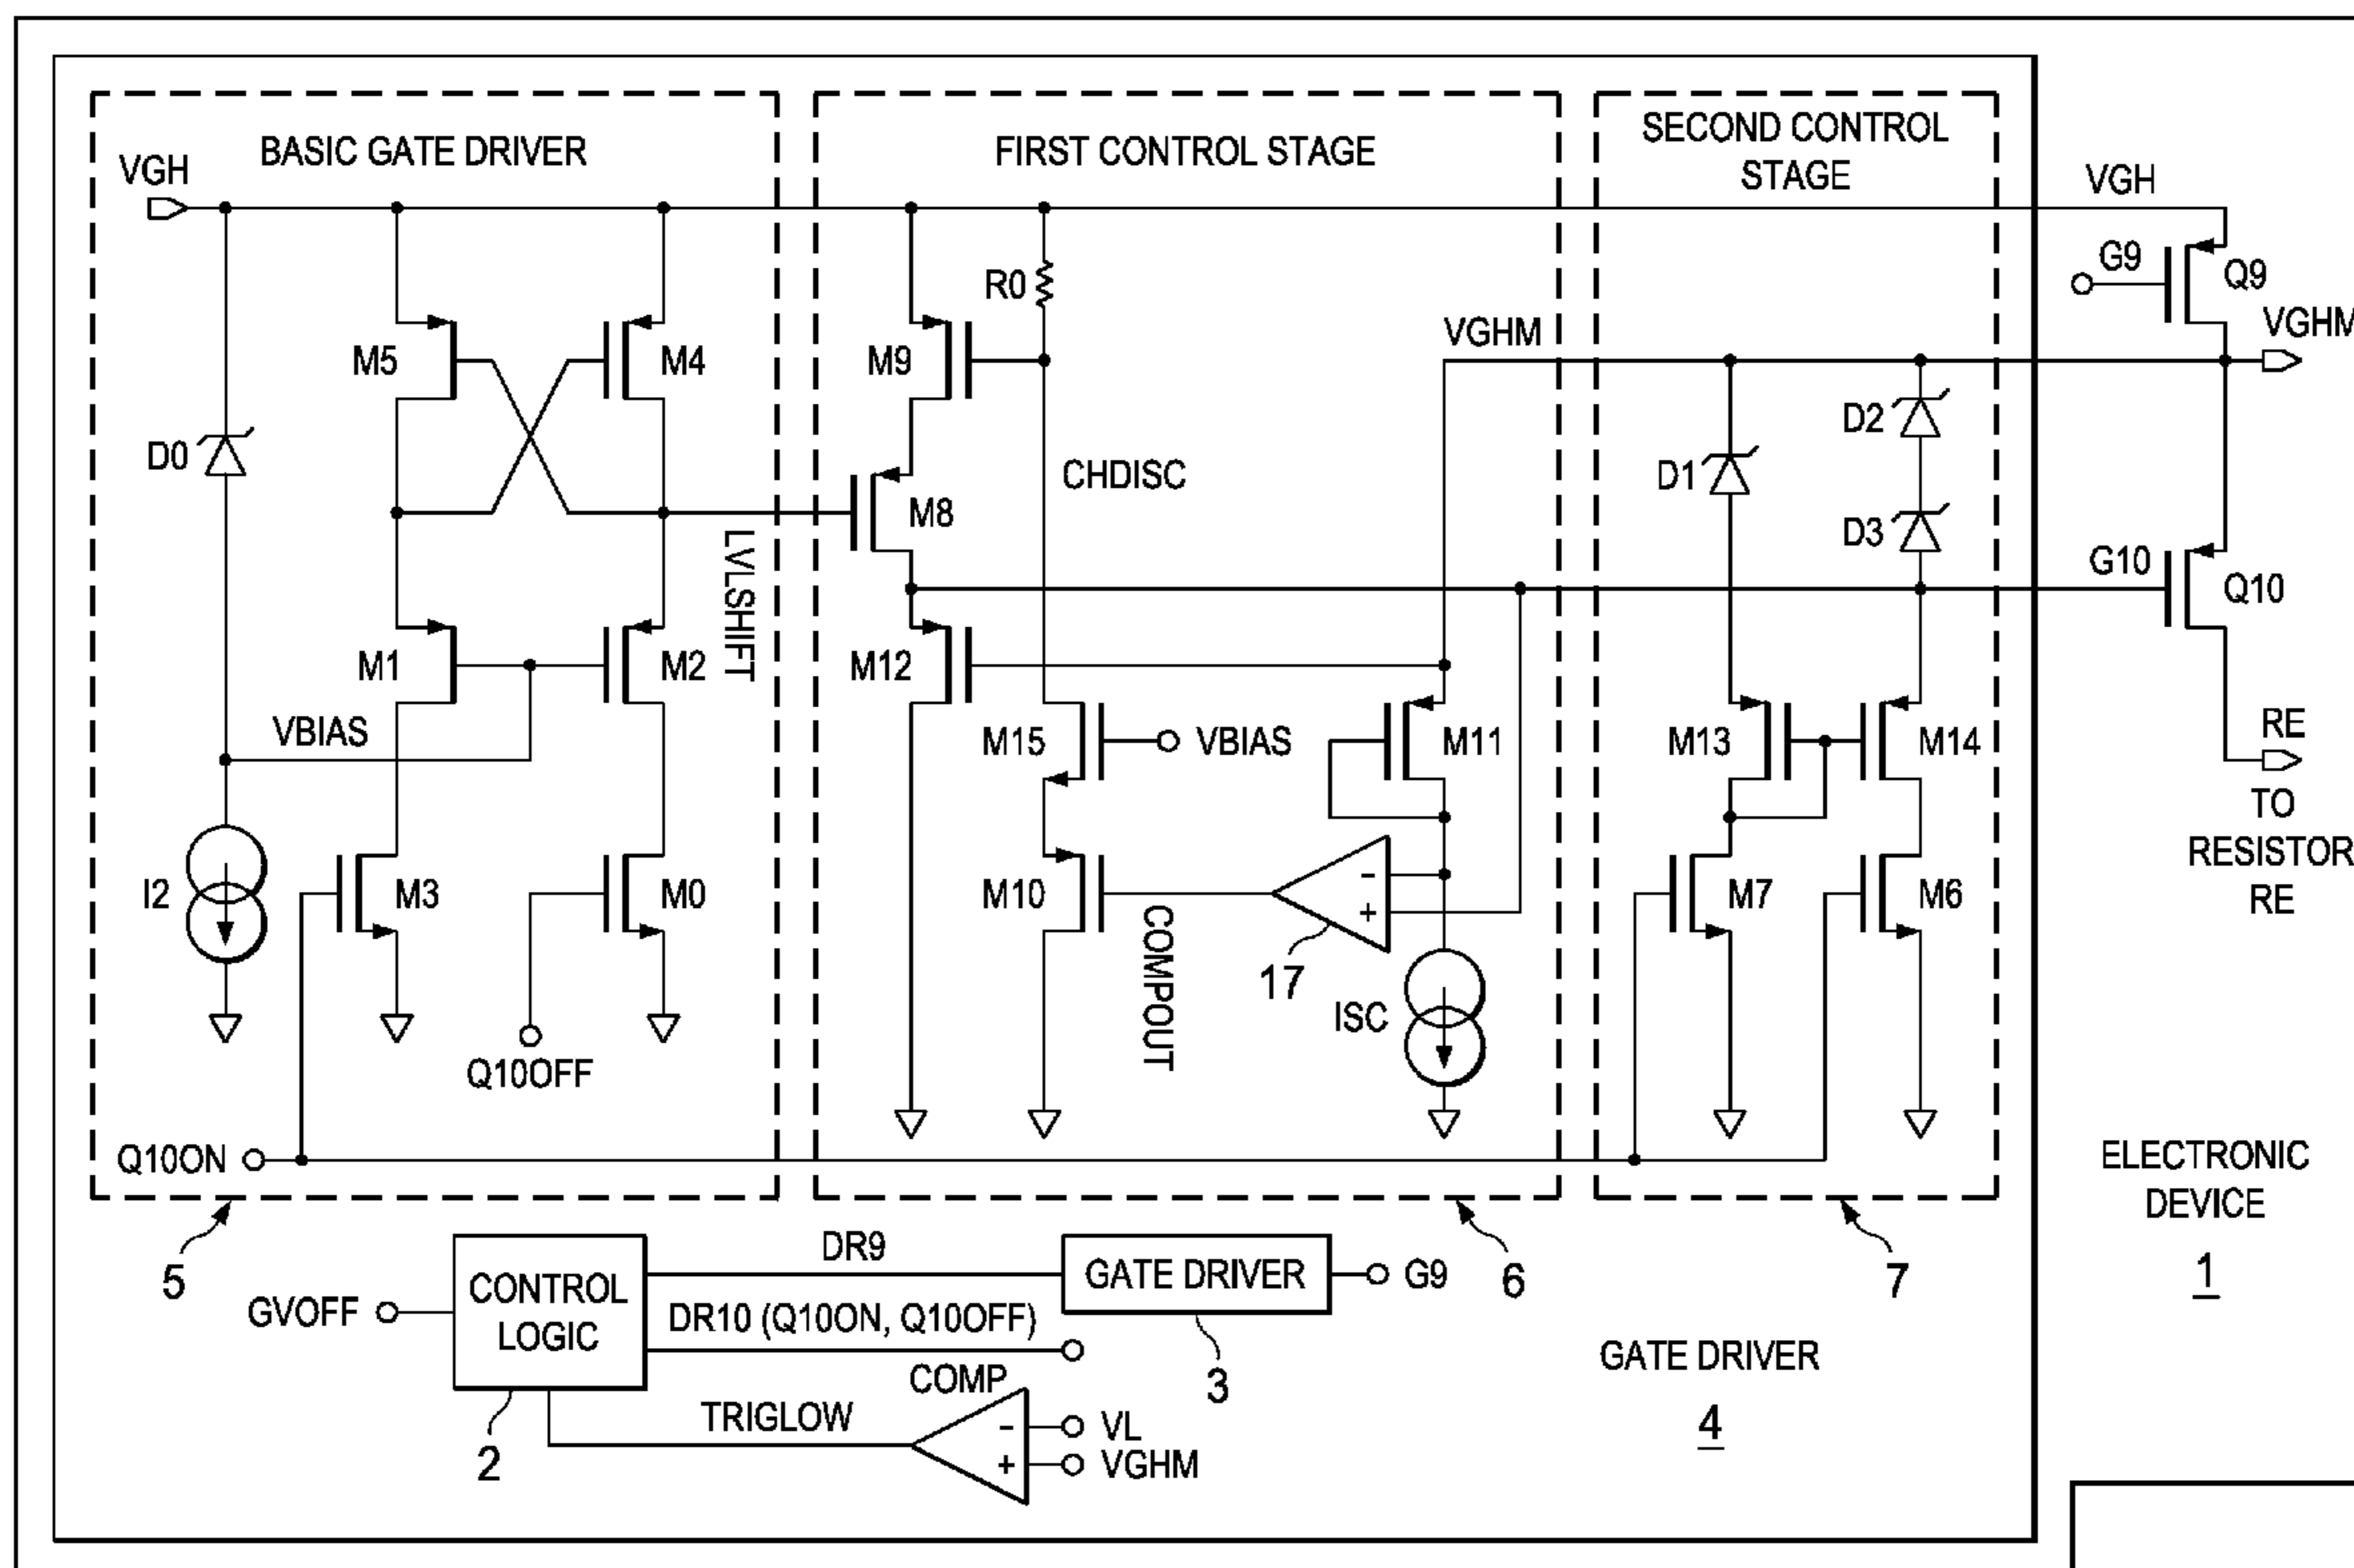 BASIC GATE DRIVER
FIRST CONTROL STAGE
SECOND CONTROL
STAGE
VGH
VGH
G9
Q9
R0
VGHM
VGHM
M5
M4
M9
D2
D0
D1
CHDISC
M8
D3
LVLSHIFT
G10
Q10
M1
M2
M12
VBIAS
M15
VBIAS
M11
M13
M14
RE
TO
RESISTOR
RE
I2
M3
M0
M10
-
+
M7
M6
17
COMPOUT
ISC
Q10OFF
Q10ON
ELECTRONIC
DEVICE
1
5
6
7
DR9
CONTROL
LOGIC
GATE DRIVER
G9
GVOFF
DR10 (Q10ON, Q10OFF)
3
GATE DRIVER
4
COMP
TRIGLOW
-
VL
+
VGHM
2